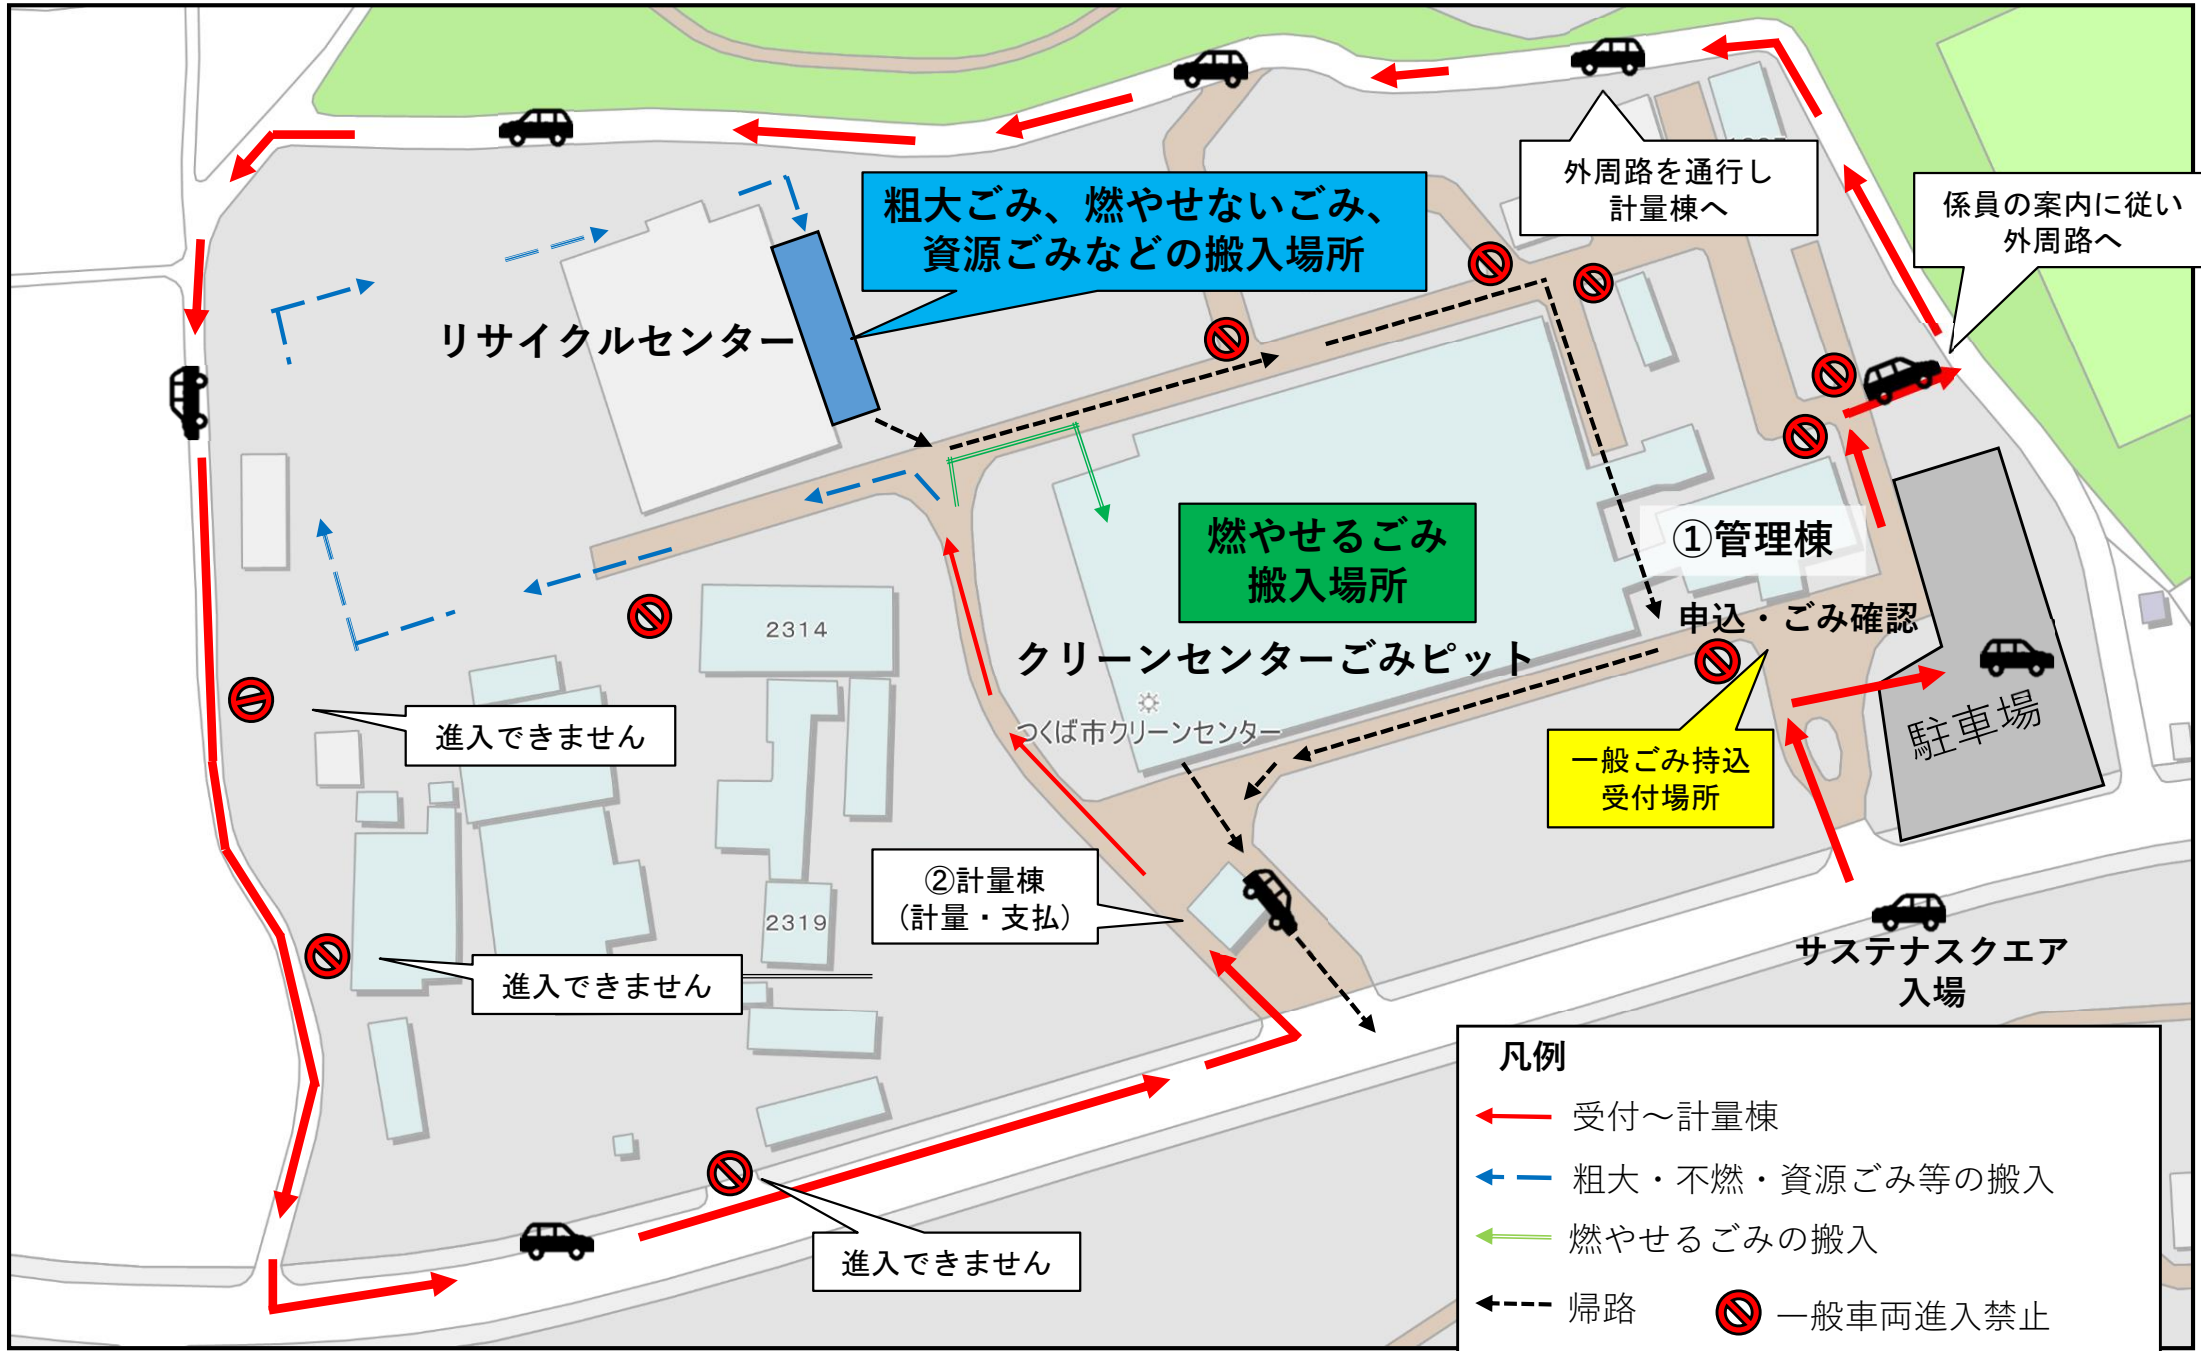 外周路を通行し
計量棟へ
係員の案内に従い
外周路へ
粗大ごみ、燃やせないごみ、
資源ごみなどの搬入場所
リサイクルセンター
燃やせるごみ
搬入場所
①管理棟
申込・ごみ確認
2314
クリーンセンターごみピット
つくば市クリーンセンター
進入できません
駐車場
一般ごみ持込
受付場所
②計量棟
(計量・支払)
2319
進入できません
サステナスクエア
入場
進入できません
凡例
受付～計量棟
粗大・不燃・資源ごみ等の搬入
燃やせるごみの搬入
帰路
一般車両進入禁止